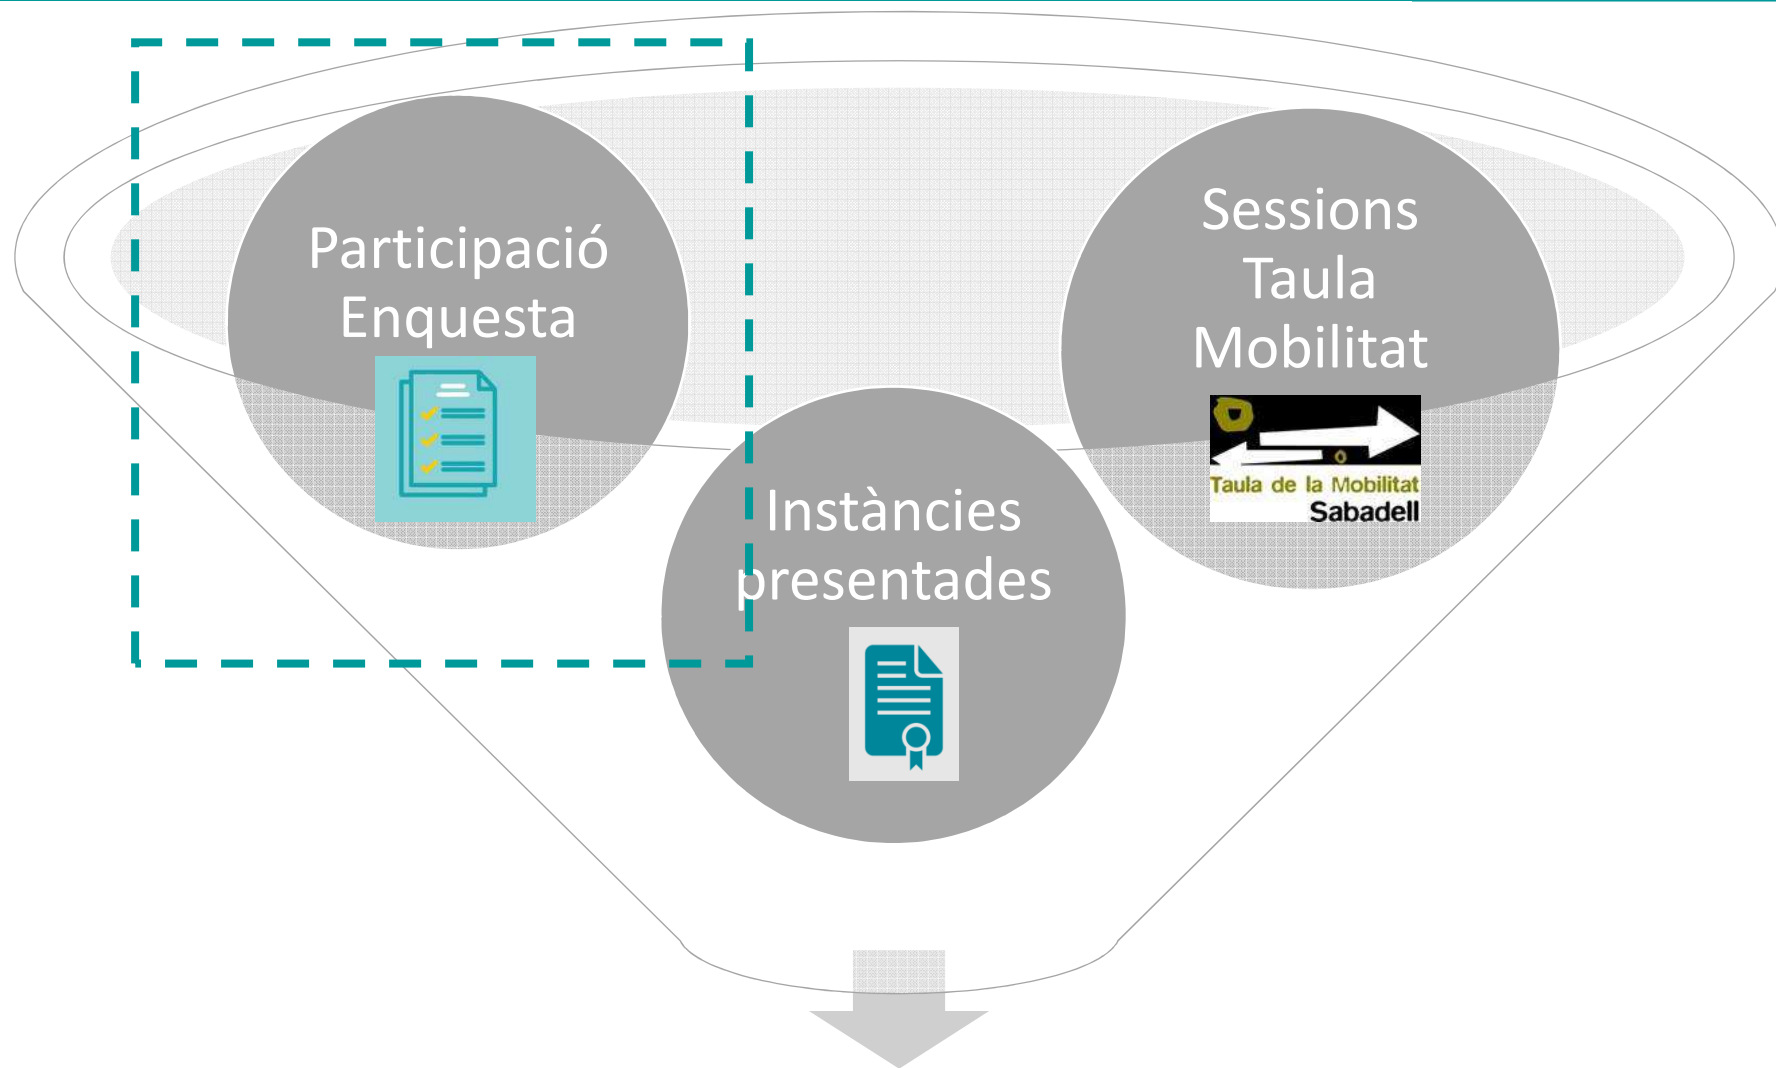 Participació
Enquesta
Sessions
Taula
Mobilitat
Taula de la Mobilitat
Sabadell
Instàncies
presentades